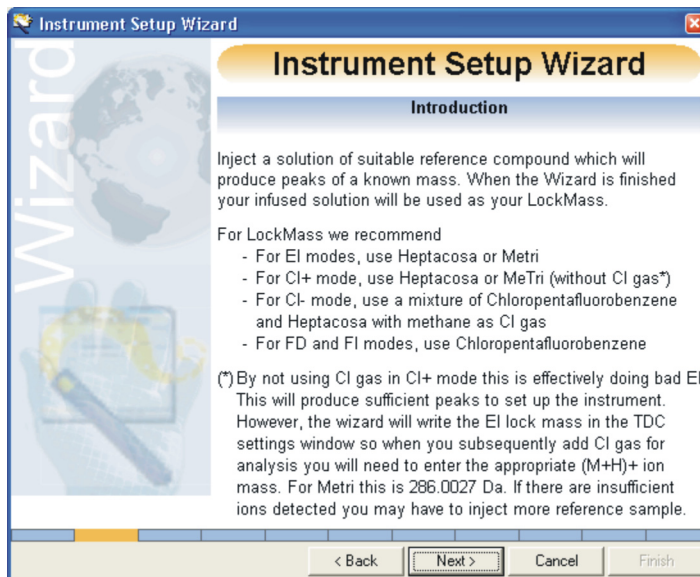 Instrument Setup Wizard
Wizard
Instrument Setup Wizard
Introduction
Inject a solution of suitable reference compound which will
produce peaks of a known mass. When the Wizard is finished
your infused solution will be used as your LockMass.
For LockMass we recommend
- For EI modes, use Heptacosa or Metri
- For CI+ mode, use Heptacosa or MeTri (without CI gas*)
- For CI- mode, use a mixture of Chloropentafluorobenzene
and Heptacosa with methane as CI gas
- For FD and FI modes, use Chloropentafluorobenzene
(*) By not using CI gas in CI+ mode this is effectively doing bad EI
This will produce sufficient peaks to set up the instrument.
However, the wizard will write the EI lock mass in the TDC
settings window so when you subsequently add CI gas for
analysis you will need to enter the appropriate (M+H)+ ion
mass. For Metri this is 286.0027 Da. If there are insufficient
ions detected you may have to inject more reference sample.
< Back
Next >
Cancel
Finish